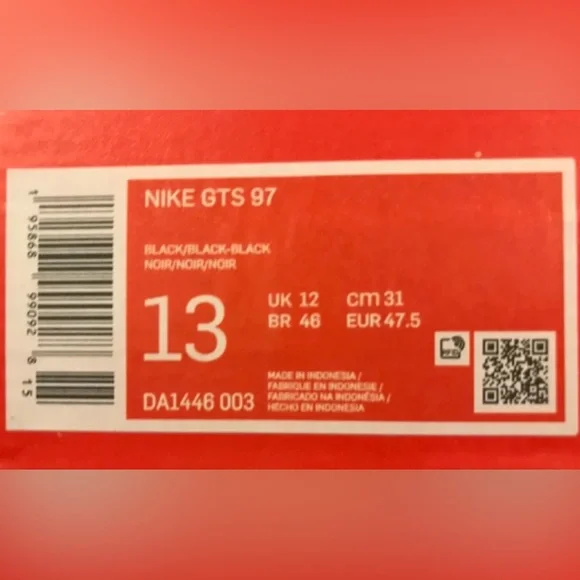 NIKE GTS 97
BLACK/BLACK-BLACK
NOIR/NOIR/NOIR
13
UK 12 cm 31
BR 46 EUR 47.5
DA1446 003
MADE IN INDONESIA /
FABRIQUE EN INDONESIE /
FABRICADO NA INDONÉSIA /
HECHO EN INDONESIA
1 95868 99092 8 15